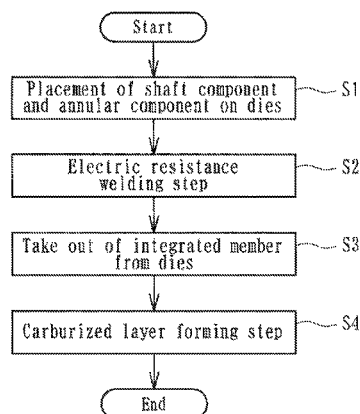 Start
Placement of shaft component
and annular component on dies
S1
Electric resistance
welding step
S2
Take out of integrated member
from dies
S3
Carburized layer forming step
S4
End